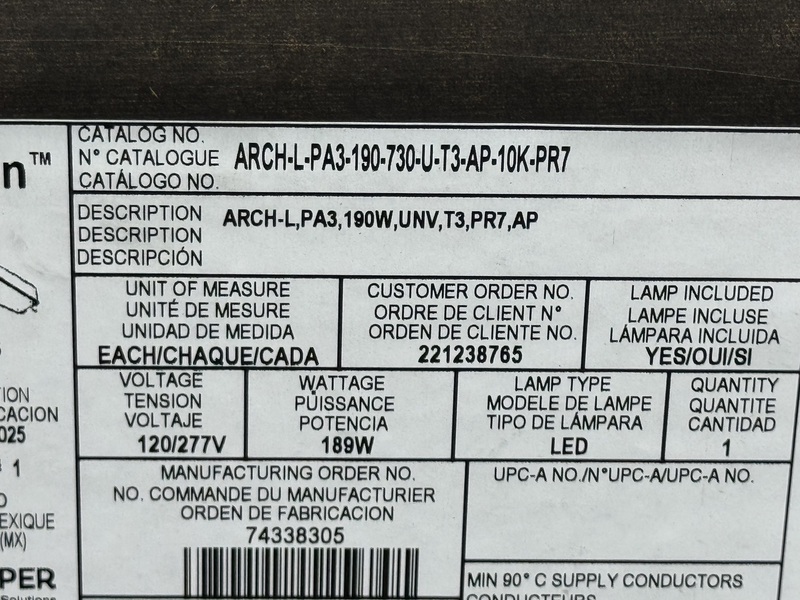 n™
CATALOG NO.
N° CATALOGUE
CATÁLOGO NO.
ARCH-L-PA3-190-730-U-T3-AP-10K-PR7
DESCRIPTION
DESCRIPTION
DESCRIPCIÓN
ARCH-L,PA3,190W,UNV,T3,PR7,AP
UNIT OF MEASURE
UNITÉ DE MESURE
UNIDAD DE MEDIDA
EACH/CHAQUE/CADA
CUSTOMER ORDER NO.
ORDRE DE CLIENT N°
ORDEN DE CLIENTE NO.
221238765
LAMP INCLUDED
LAMPE INCLUSE
LÁMPARA INCLUIDA
YES/OUI/SI
VOLTAGE
TENSION
VOLTAJE
120/277V
WATTAGE
PUISSANCE
POTENCIA
189W
LAMP TYPE
MODELE DE LAMPE
TIPO DE LÁMPARA
LED
QUANTITY
QUANTITE
CANTIDAD
1
TION
CACION
025
1
EXIQUE
(MX)
PER
Solutions
MANUFACTURING ORDER NO.
NO. COMMANDE DU MANUFACTURIER
ORDEN DE FABRICACION
74338305
UPC-A NO./N°UPC-A/UPC-A NO.
MIN 90° C SUPPLY CONDUCTORS